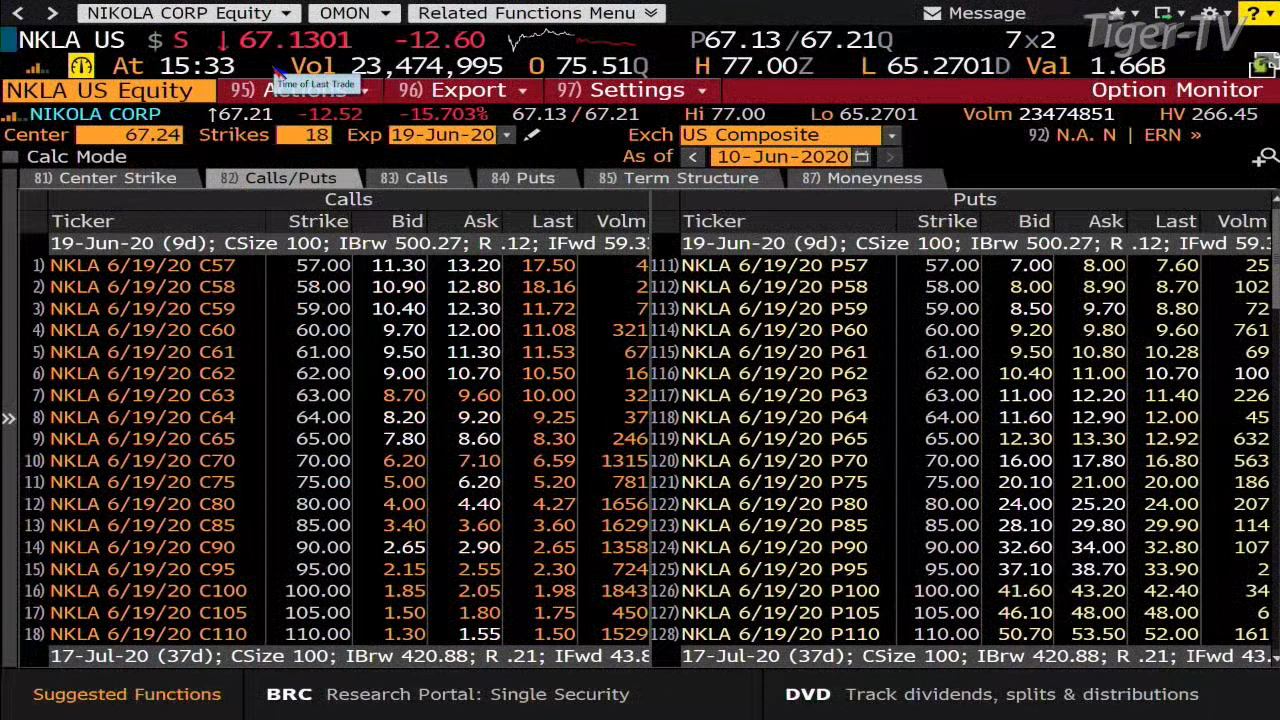 < > NIKOLA CORP Equity OMON Related Functions Menu Message ?
Tiger-TV
NKLA US $ S ↓ 67.1301 -12.60 P67.13 /67.21Q 7x2
At 15:33 Vol 23,474,995 O 75.51Q H 77.00Z L 65.2701D Val 1.66B
Time of Last Trade
NKLA US Equity 95) 96) Export 97) Settings Option Monitor
NIKOLA CORP ↑67.21 -12.52 -15.703% 67.13 / 67.21 Hi 77.00 Lo 65.2701 Volm 23474851 HV 266.45
Center 67.24 Strikes 18 Exp 19-Jun-20 Exch US Composite 92) N.A. N | ERN »
Calc Mode As of < 10-Jun-2020 >
81) Center Strike 82) Calls/Puts 83) Calls 84) Puts 85) Term Structure 87) Moneyness
Calls Puts
Ticker Strike Bid Ask Last Volm Ticker Strike Bid Ask Last Volm
19-Jun-20 (9d); CSize 100; IBrw 500.27; R .12; IFwd 59.3 19-Jun-20 (9d); CSize 100; IBrw 500.27; R .12; IFwd 59.3
1) NKLA 6/19/20 C57 57.00 11.30 13.20 17.50 4 111) NKLA 6/19/20 P57 57.00 7.00 8.00 7.60 25
2) NKLA 6/19/20 C58 58.00 10.90 12.80 18.16 2 112) NKLA 6/19/20 P58 58.00 8.00 8.90 8.70 102
3) NKLA 6/19/20 C59 59.00 10.40 12.30 11.72 7 113) NKLA 6/19/20 P59 59.00 8.50 9.70 8.80 72
4) NKLA 6/19/20 C60 60.00 9.70 12.00 11.08 321 114) NKLA 6/19/20 P60 60.00 9.20 9.80 9.60 761
5) NKLA 6/19/20 C61 61.00 9.50 11.30 11.53 67 115) NKLA 6/19/20 P61 61.00 9.50 10.80 10.28 69
6) NKLA 6/19/20 C62 62.00 9.00 10.70 10.50 16 116) NKLA 6/19/20 P62 62.00 10.40 11.00 10.70 100
7) NKLA 6/19/20 C63 63.00 8.70 9.60 10.00 32 117) NKLA 6/19/20 P63 63.00 11.00 12.20 11.40 226
8) NKLA 6/19/20 C64 64.00 8.20 9.20 9.25 37 118) NKLA 6/19/20 P64 64.00 11.60 12.90 12.00 45
9) NKLA 6/19/20 C65 65.00 7.80 8.60 8.30 246 119) NKLA 6/19/20 P65 65.00 12.30 13.30 12.92 632
10) NKLA 6/19/20 C70 70.00 6.20 7.10 6.59 1315 120) NKLA 6/19/20 P70 70.00 16.00 17.80 16.80 563
11) NKLA 6/19/20 C75 75.00 5.00 6.20 5.20 781 121) NKLA 6/19/20 P75 75.00 20.10 21.00 20.00 186
12) NKLA 6/19/20 C80 80.00 4.00 4.40 4.27 1656 122) NKLA 6/19/20 P80 80.00 24.00 25.20 24.00 207
13) NKLA 6/19/20 C85 85.00 3.40 3.60 3.60 1629 123) NKLA 6/19/20 P85 85.00 28.10 29.80 29.90 114
14) NKLA 6/19/20 C90 90.00 2.65 2.90 2.65 1358 124) NKLA 6/19/20 P90 90.00 32.60 34.00 32.80 107
15) NKLA 6/19/20 C95 95.00 2.15 2.55 2.30 724 125) NKLA 6/19/20 P95 95.00 37.10 38.70 33.90 2
16) NKLA 6/19/20 C100 100.00 1.85 2.05 1.98 1843 126) NKLA 6/19/20 P100 100.00 41.60 43.20 42.40 34
17) NKLA 6/19/20 C105 105.00 1.50 1.80 1.75 450 127) NKLA 6/19/20 P105 105.00 46.10 48.00 48.00 6
18) NKLA 6/19/20 C110 110.00 1.30 1.55 1.50 1529 128) NKLA 6/19/20 P110 110.00 50.70 53.50 52.00 161
17-Jul-20 (37d); CSize 100; IBrw 420.88; R .21; IFwd 43.8 17-Jul-20 (37d); CSize 100; IBrw 420.88; R .21; IFwd 43.
Suggested Functions BRC Research Portal: Single Security DVD Track dividends, splits & distributions